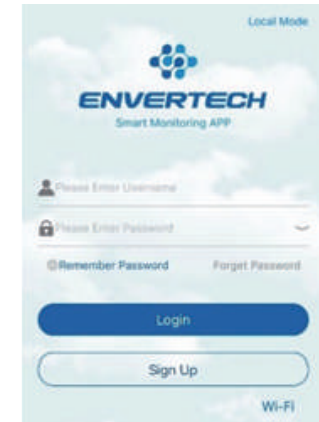 Local Mode
ENVERTECH
Smart Monitoring APP
Please Enter Username
Please Enter Password
Remember Password Forget Password
Login
Sign Up
Wi-Fi